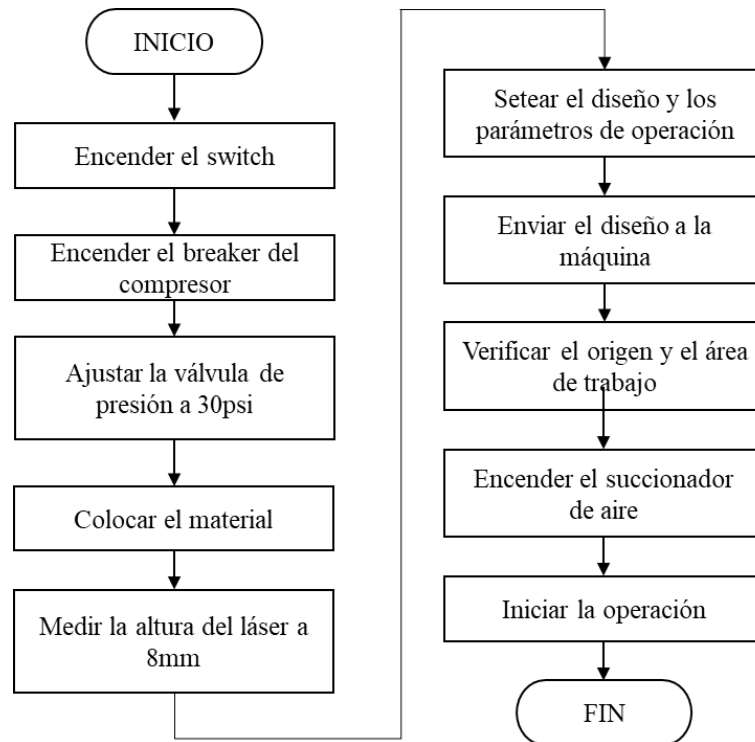 INICIO
Encender el switch
Encender el breaker del
compresor
Ajustar la válvula de
presión a 30psi
Colocar el material
Medir la altura del láser a
8mm
Setear el diseño y los
parámetros de operación
Enviar el diseño a la
máquina
Verificar el origen y el área
de trabajo
Encender el succionador
de aire
Iniciar la operación
FIN